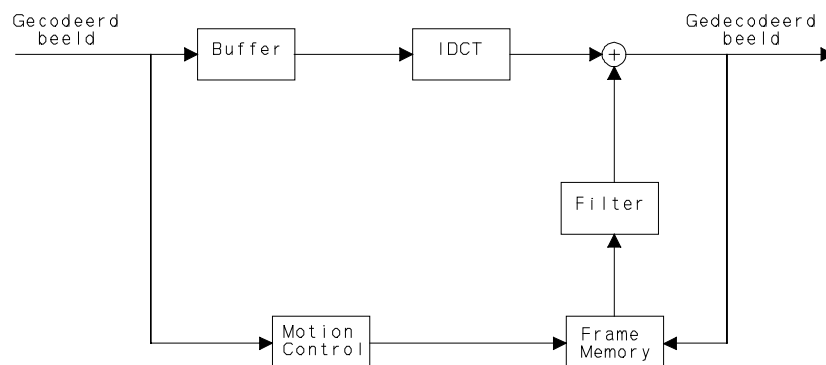 Gecodeerd
beeld
Buffer
IDCT
+
Gedecodeerd
beeld
Filter
Motion
Control
Frame
Memory